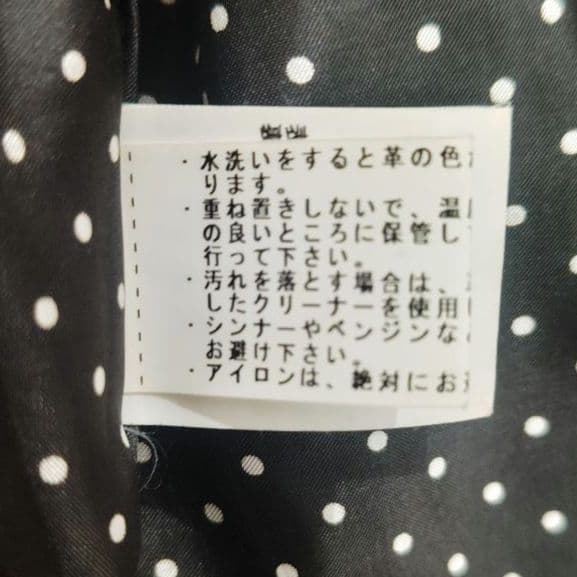 ・水洗いをすると革の色
ります。
・重ね置きしないで、温
の良いところに保管し
行って下さい。
・汚れを落とす場合は、
したクリーナーを使用
・シンナーやベンジンな
お避け下さい。
・アイロンは、絶対にお